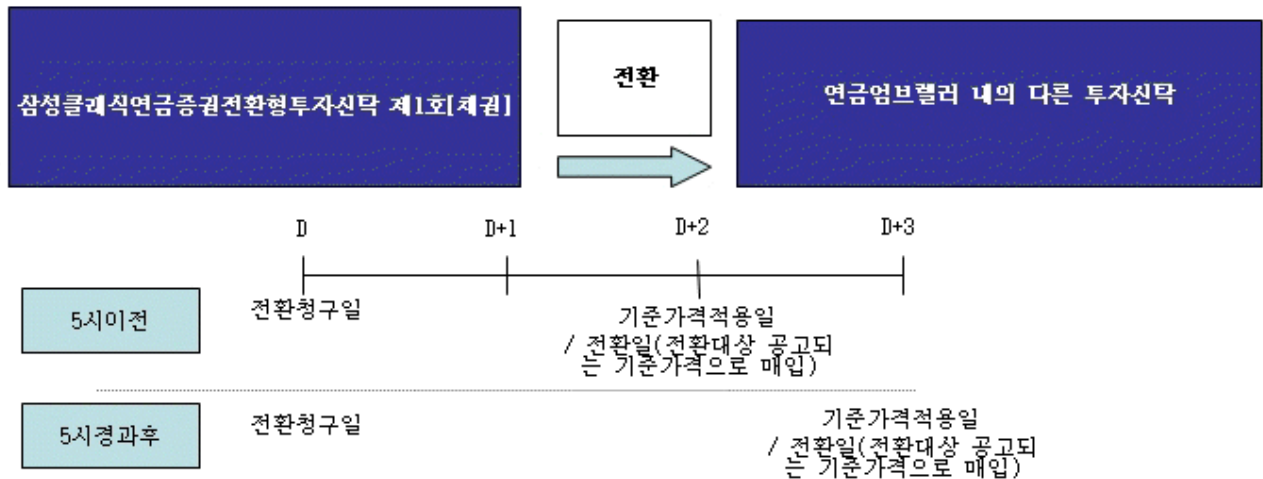 삼성클래식연금증권전환형투자신탁 제1호[채권]
전환
연금엄브렐러 내의 다른 투자신탁
D D+1 D+2 D+3
5시이전
전환청구일
기준가격적용일
/ 전환일(전환대상 공고되
는 기준가격으로 매입)
5시경과후
전환청구일
기준가격적용일
/ 전환일(전환대상 공고되
는 기준가격으로 매입)